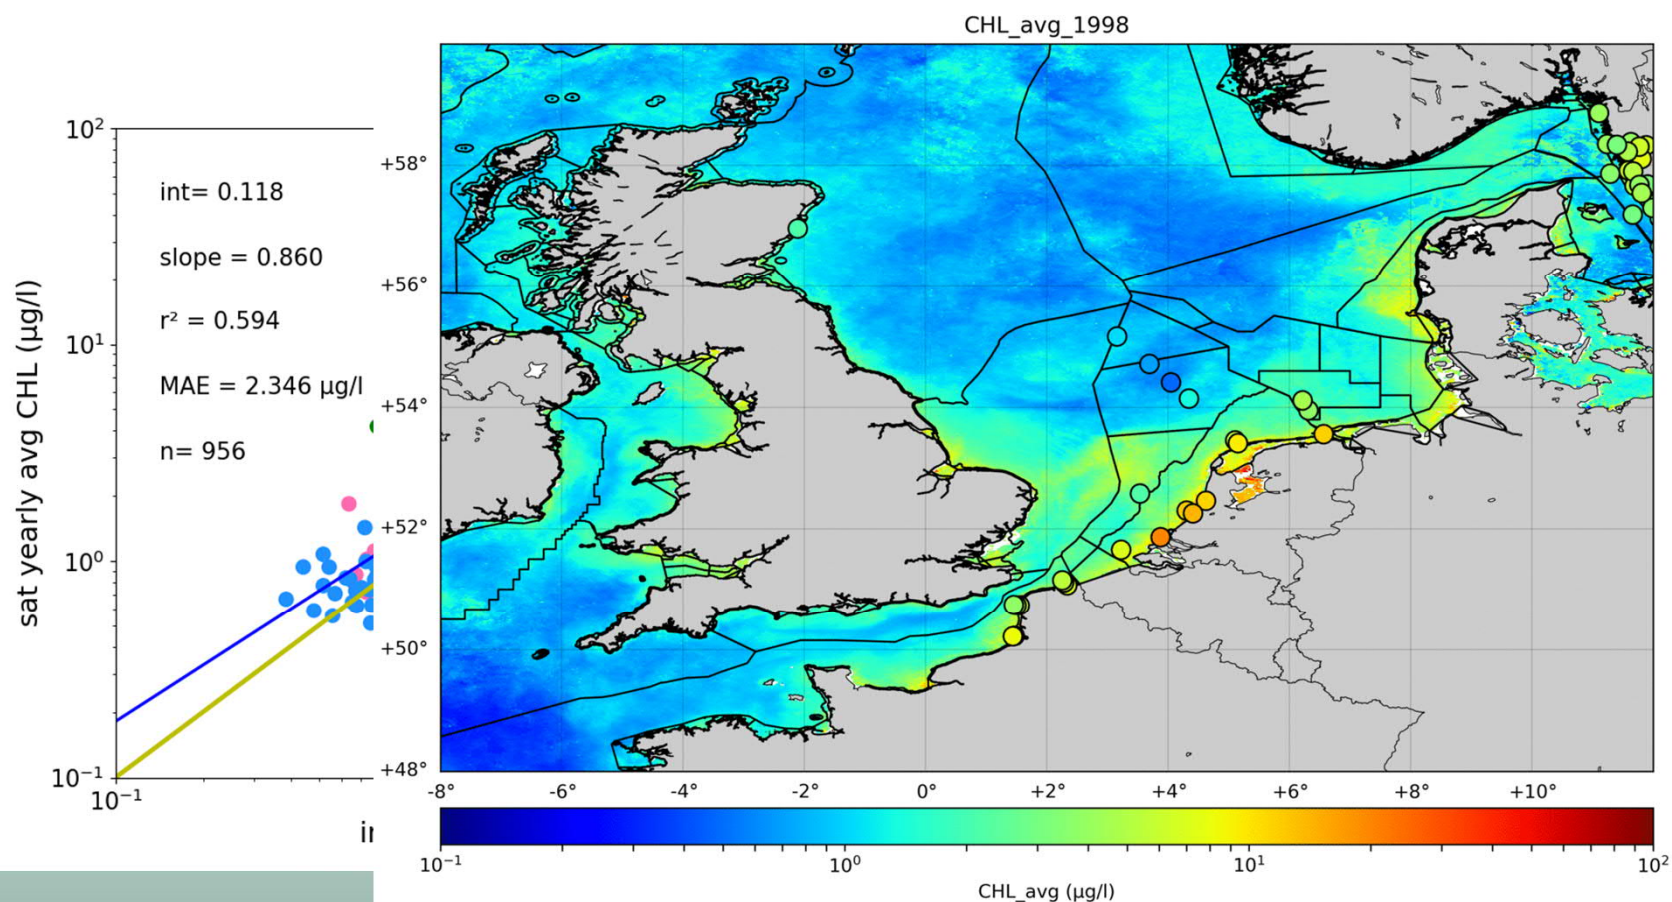 CHL_avg_1998
10²
int= 0.118
slope = 0.860
r² = 0.594
MAE = 2.346 µg/l
n= 956
10¹
10⁰
10⁻¹
10⁻¹
sat yearly avg CHL (µg/l)
+58°
+56°
+54°
+52°
+50°
+48°
-8° -6° -4° -2° 0° +2° +4° +6° +8° +10°
10⁻¹ 10⁰ 10¹ 10²
CHL_avg (µg/l)